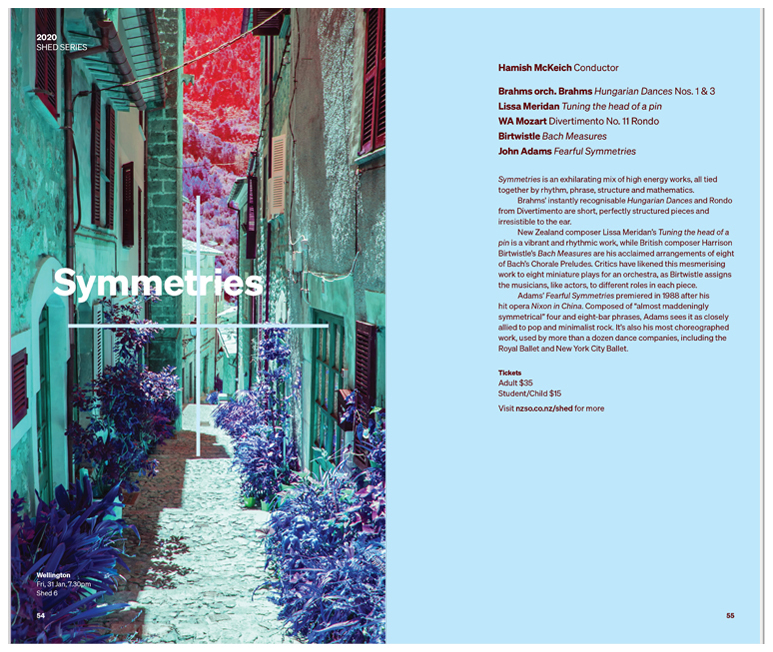 2020
SHED SERIES
Symmetries
Wellington
Fri, 31 Jan, 7.30pm
Shed 6
54
Hamish McKeich Conductor
Brahms orch. Brahms Hungarian Dances Nos. 1 & 3
Lissa Meridan Tuning the head of a pin
WA Mozart Divertimento No. 11 Rondo
Birtwistle Bach Measures
John Adams Fearful Symmetries
Symmetries is an exhilarating mix of high energy works, all tied
together by rhythm, phrase, structure and mathematics.
Brahms' instantly recognisable Hungarian Dances and Rondo
from Divertimento are short, perfectly structured pieces and
irresistible to the ear.
New Zealand composer Lissa Meridan's Tuning the head of a
pin is a vibrant and rhythmic work, while British composer Harrison
Birtwistle's Bach Measures are his acclaimed arrangements of eight
of Bach's Chorale Preludes. Critics have likened this mesmerising
work to eight miniature plays for an orchestra, as Birtwistle assigns
the musicians, like actors, to different roles in each piece.
Adams' Fearful Symmetries premiered in 1988 after his
hit opera Nixon in China. Composed of "almost maddeningly
symmetrical" four and eight-bar phrases, Adams sees it as closely
allied to pop and minimalist rock. It's also his most choreographed
work, used by more than a dozen dance companies, including the
Royal Ballet and New York City Ballet.
Tickets
Adult $35
Student/Child $15
Visit nzso.co.nz/shed for more
55